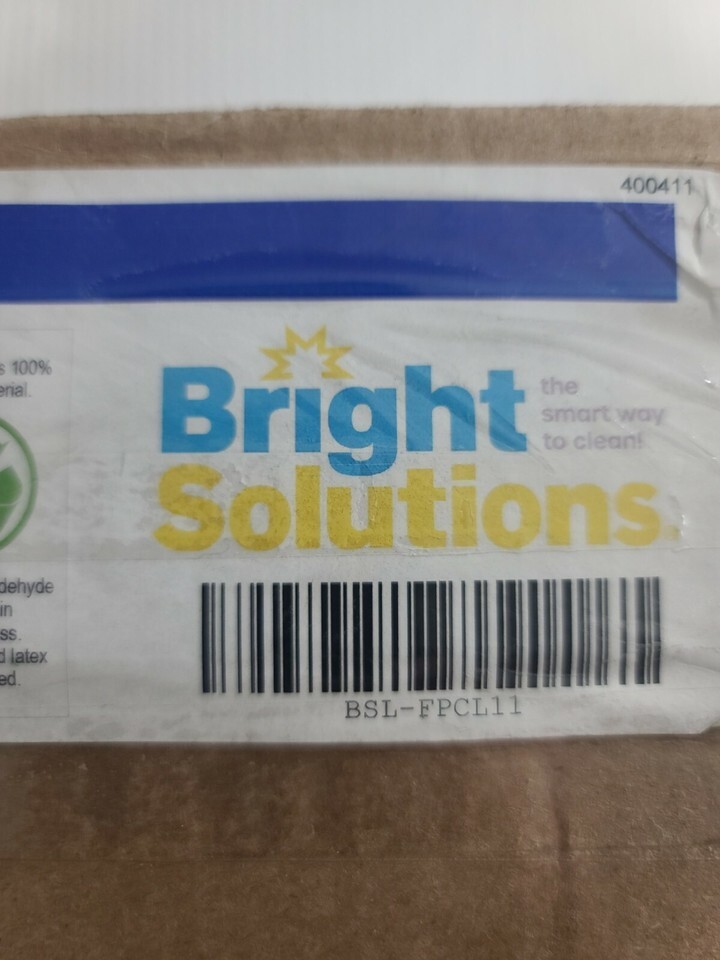 400411
s 100%
erial.
Bright
the
smart way
to clean!
Solutions.
dehyde
in
ss.
d latex
ed.
BSL-FPCL11